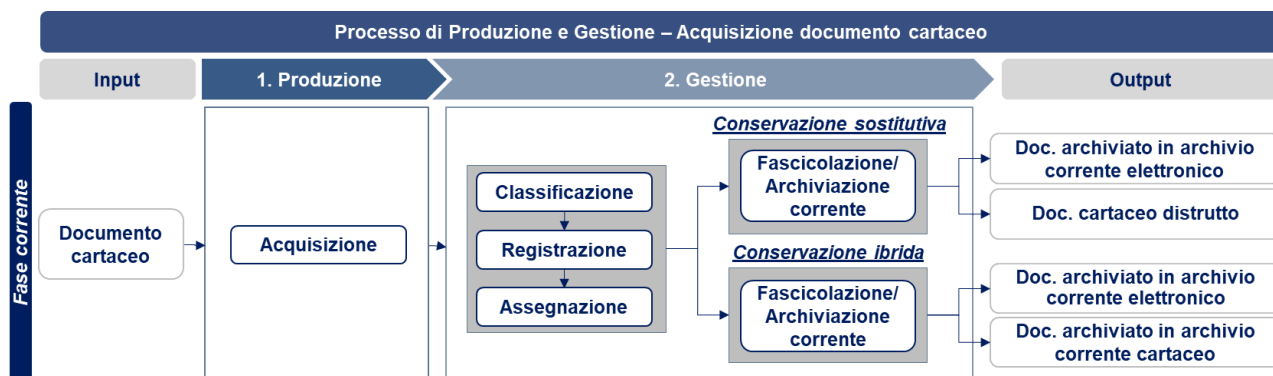 Processo di Produzione e Gestione – Acquisizione documento cartaceo
Input
1. Produzione
2. Gestione
Output
Fase corrente
Documento
cartaceo
Acquisizione
Classificazione
Registrazione
Assegnazione
Conservazione sostitutiva
Fascicolazione/
Archiviazione
corrente
Conservazione ibrida
Fascicolazione/
Archiviazione
corrente
Doc. archiviato in archivio
corrente elettronico
Doc. cartaceo distrutto
Doc. archiviato in archivio
corrente elettronico
Doc. archiviato in archivio
corrente cartaceo